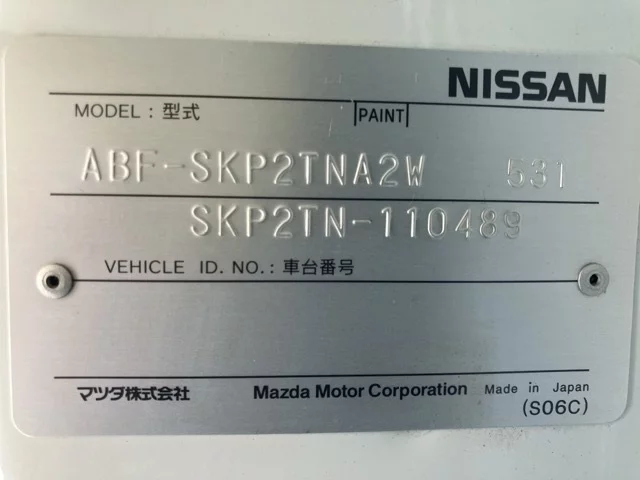 NISSAN
MODEL : 型式 PAINT
ABF-SKP2TNA2W 531
SKP2TN-110489
VEHICLE ID. NO. : 車台番号
マツダ株式会社 Mazda Motor Corporation Made in Japan
(S06C)